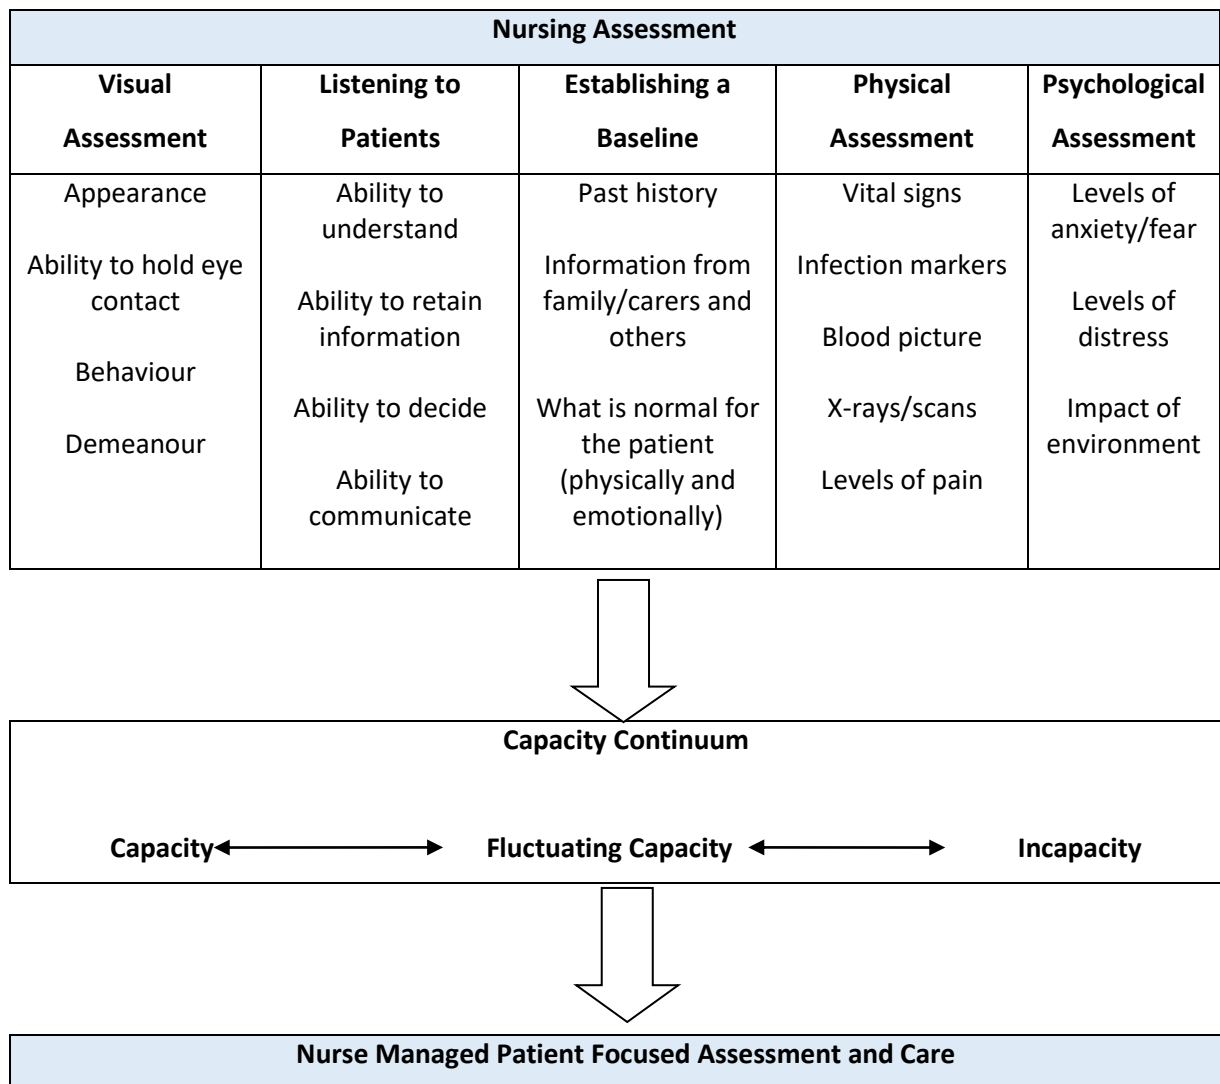 Nursing Assessment
Visual
Assessment
Listening to
Patients
Establishing a
Baseline
Physical
Assessment
Psychological
Assessment
Appearance
Ability to hold eye
contact
Behaviour
Demeanour
Ability to
understand
Ability to retain
information
Ability to decide
Ability to
communicate
Past history
Information from
family/carers and
others
What is normal for
the patient
(physically and
emotionally)
Vital signs
Infection markers
Blood picture
X-rays/scans
Levels of pain
Levels of
anxiety/fear
Levels of
distress
Impact of
environment
Capacity Continuum
Capacity
Fluctuating Capacity
Incapacity
Nurse Managed Patient Focused Assessment and Care